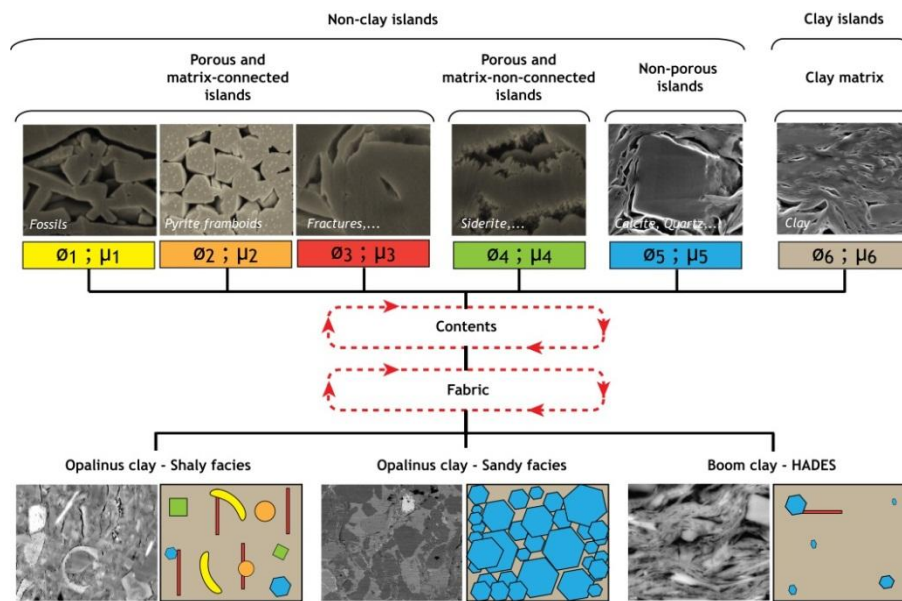 Non-clay islands
Clay islands
Porous and
matrix-connected
islands
Porous and
matrix-non-connected
islands
Non-porous
islands
Clay matrix
Fossils
Pyrite framboids
Fractures,...
Siderite,...
Calcite, Quartz,...
Clay
Ø1 ; μ1
Ø2 ; μ2
Ø3 ; μ3
Ø4 ; μ4
Ø5 ; μ5
Ø6 ; μ6
Contents
Fabric
Opalinus clay - Shaly facies
Opalinus clay - Sandy facies
Boom clay - HADES